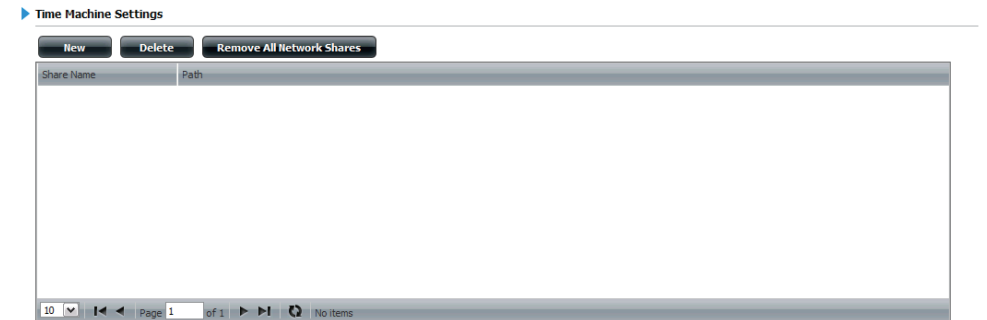 Time Machine Settings
New Delete Remove All Network Shares
Share Name Path
10 Page 1 of 1 No items